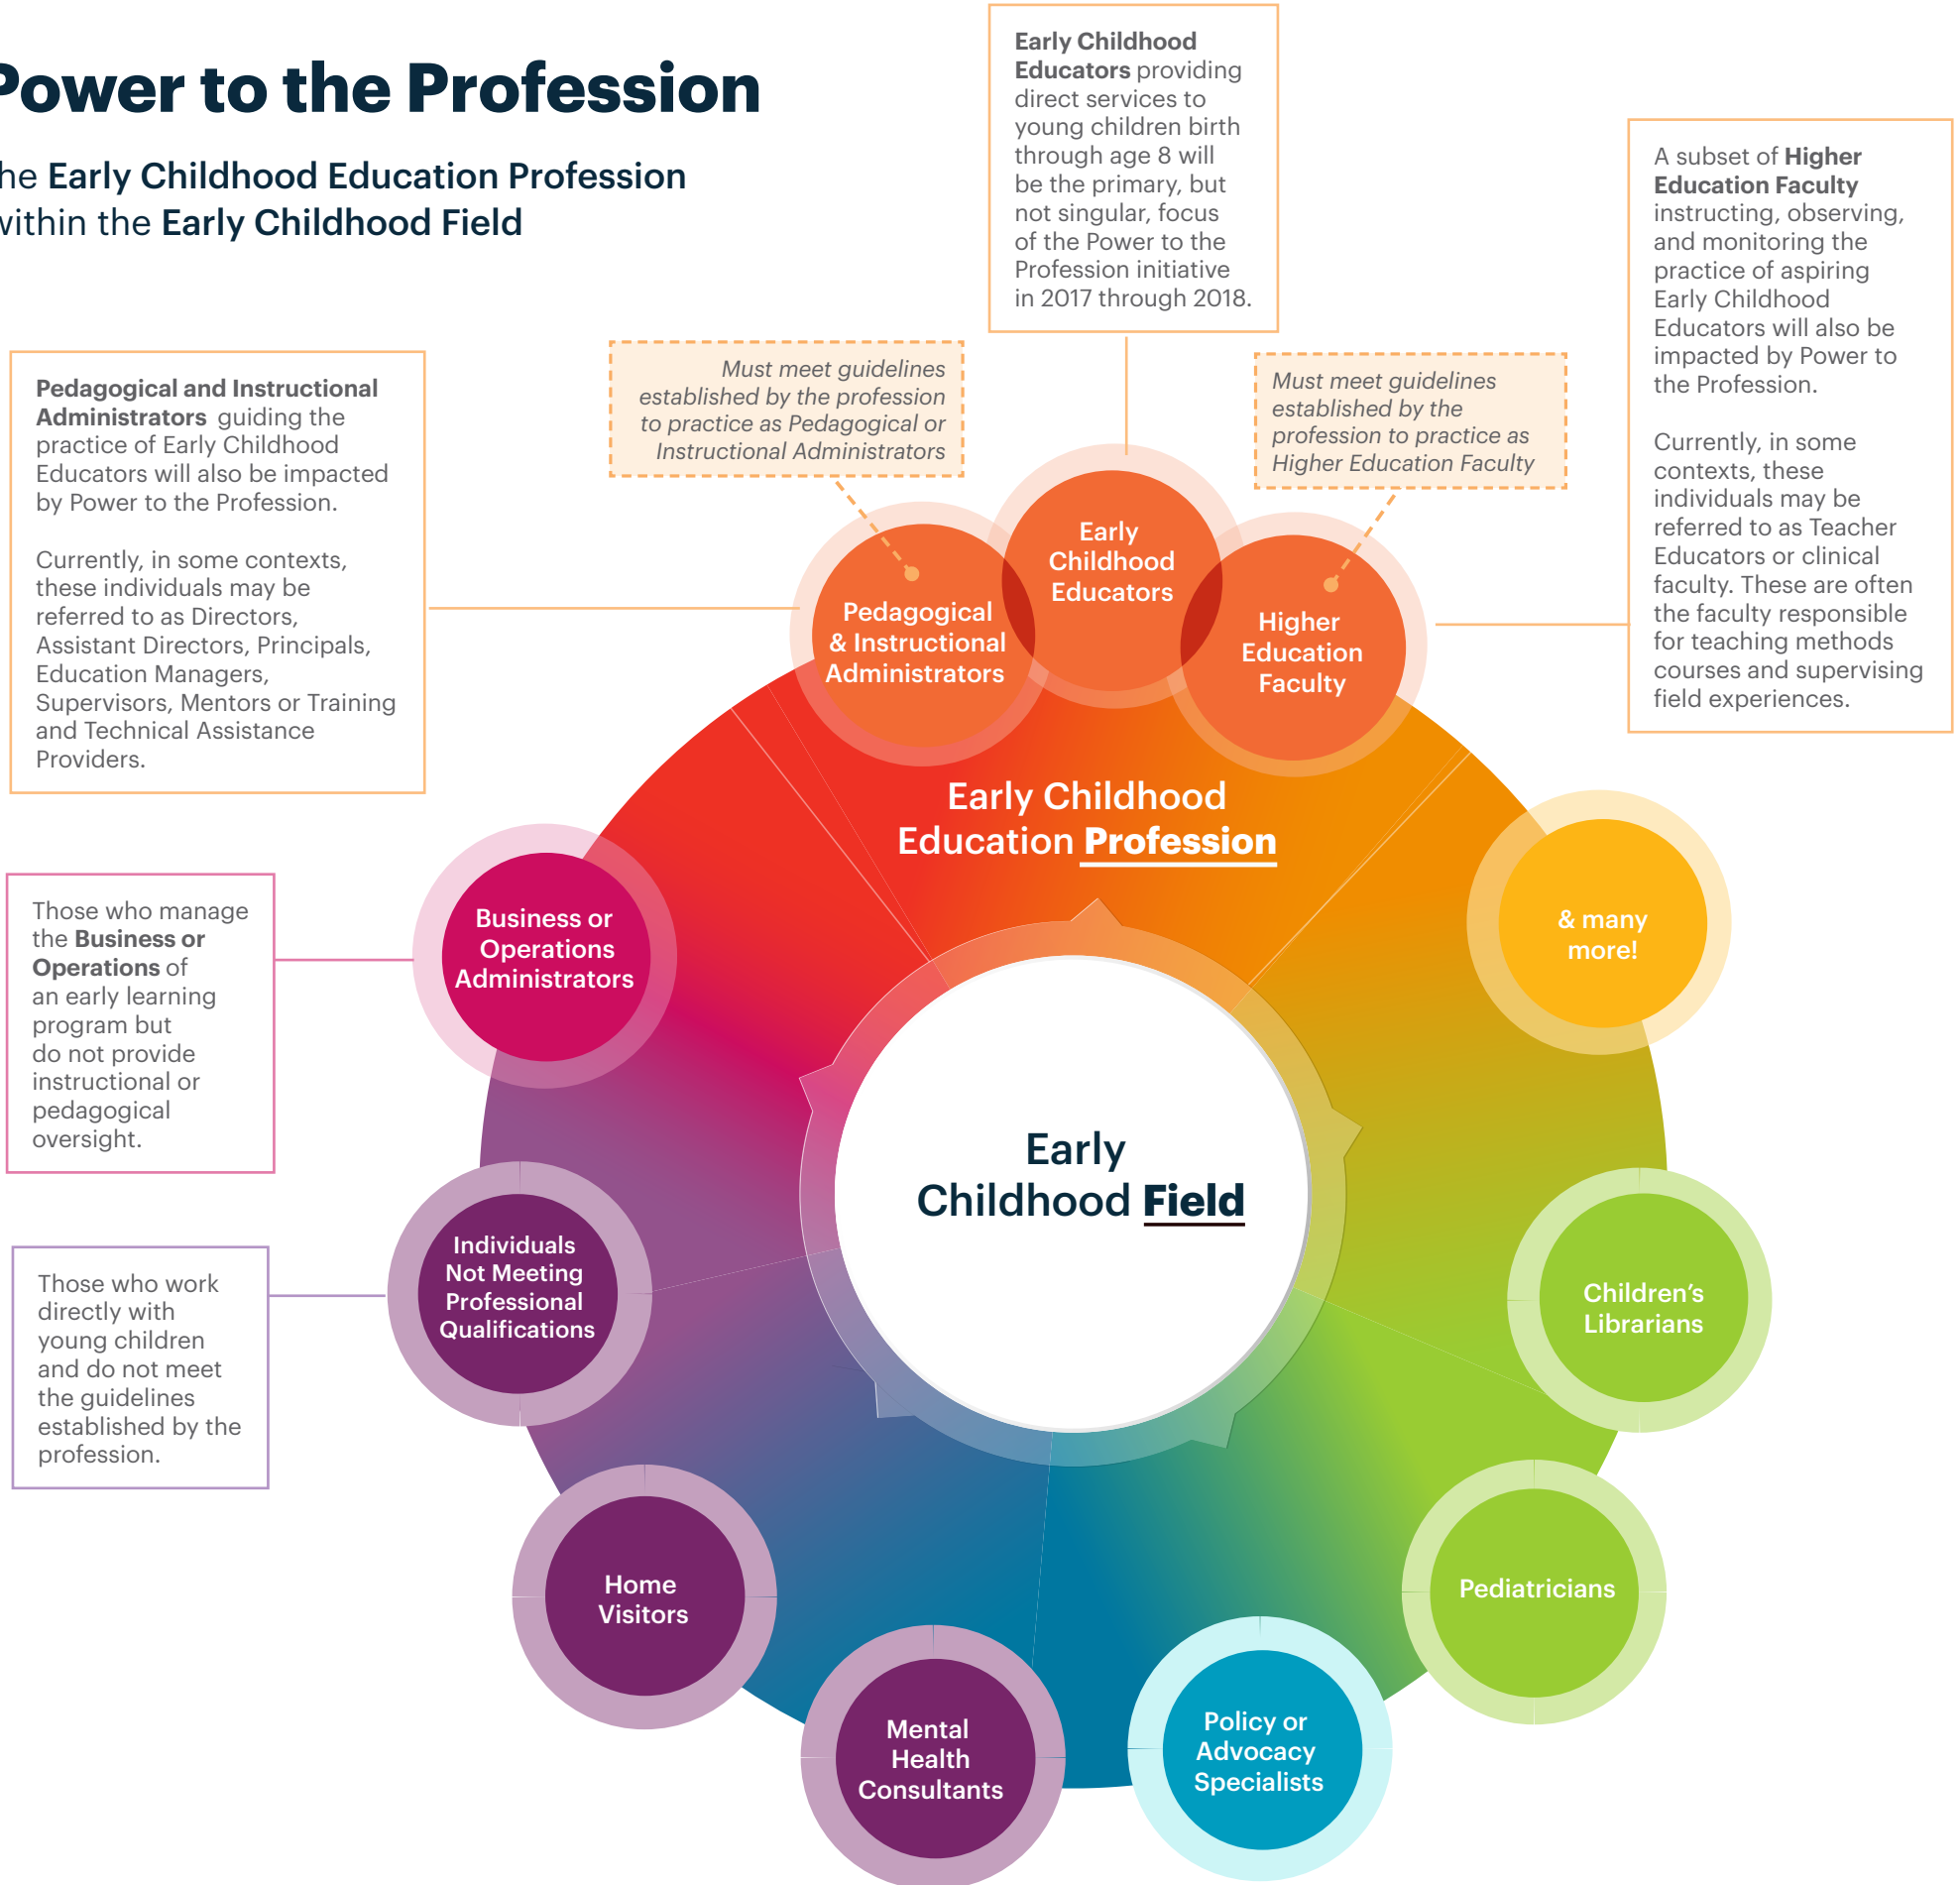 Power to the Profession
he Early Childhood Education Profession
within the Early Childhood Field
Early Childhood
Educators providing
direct services to
young children birth
through age 8 will
be the primary, but
not singular, focus
of the Power to the
Profession initiative
in 2017 through 2018.
A subset of Higher
Education Faculty
instructing, observing,
and monitoring the
practice of aspiring
Early Childhood
Educators will also be
impacted by Power to
the Profession.
Currently, in some
contexts, these
individuals may be
referred to as Teacher
Educators or clinical
faculty. These are often
the faculty responsible
for teaching methods
courses and supervising
field experiences.
Pedagogical and Instructional
Administrators guiding the
practice of Early Childhood
Educators will also be impacted
by Power to the Profession.
Currently, in some contexts,
these individuals may be
referred to as Directors,
Assistant Directors, Principals,
Education Managers,
Supervisors, Mentors or Training
and Technical Assistance
Providers.
Must meet guidelines
established by the profession
to practice as Pedagogical or
Instructional Administrators
Must meet guidelines
established by the
profession to practice as
Higher Education Faculty
Early
Childhood
Educators
Pedagogical
& Instructional
Administrators
Higher
Education
Faculty
Early Childhood
Education Profession
Business or
Operations
Administrators
& many
more!
Those who manage
the Business or
Operations of
an early learning
program but
do not provide
instructional or
pedagogical
oversight.
Early
Childhood Field
Individuals
Not Meeting
Professional
Qualifications
Children's
Librarians
Those who work
directly with
young children
and do not meet
the guidelines
established by the
profession.
Home
Visitors
Pediatricians
Mental
Health
Consultants
Policy or
Advocacy
Specialists